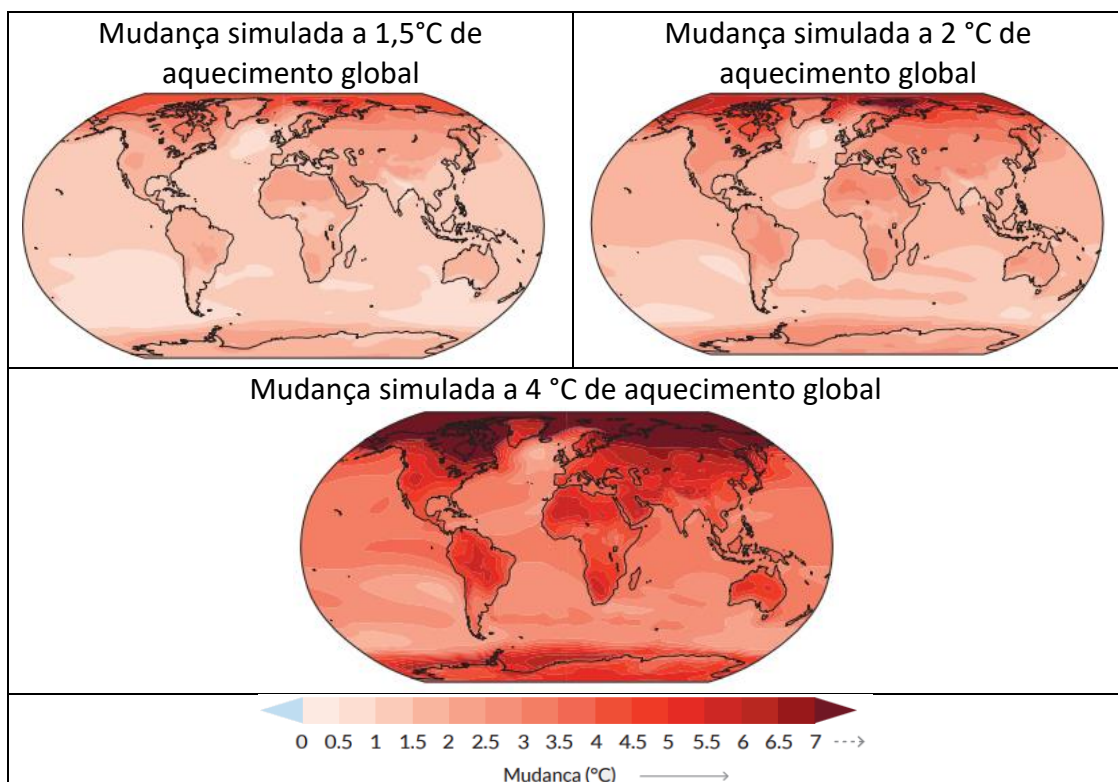 Mudança simulada a 1,5°C de
aquecimento global
Mudança simulada a 2 °C de
aquecimento global
Mudança simulada a 4 °C de aquecimento global
0 0.5 1 1.5 2 2.5 3 3.5 4 4.5 5 5.5 6 6.5 7
Mudança (°C)